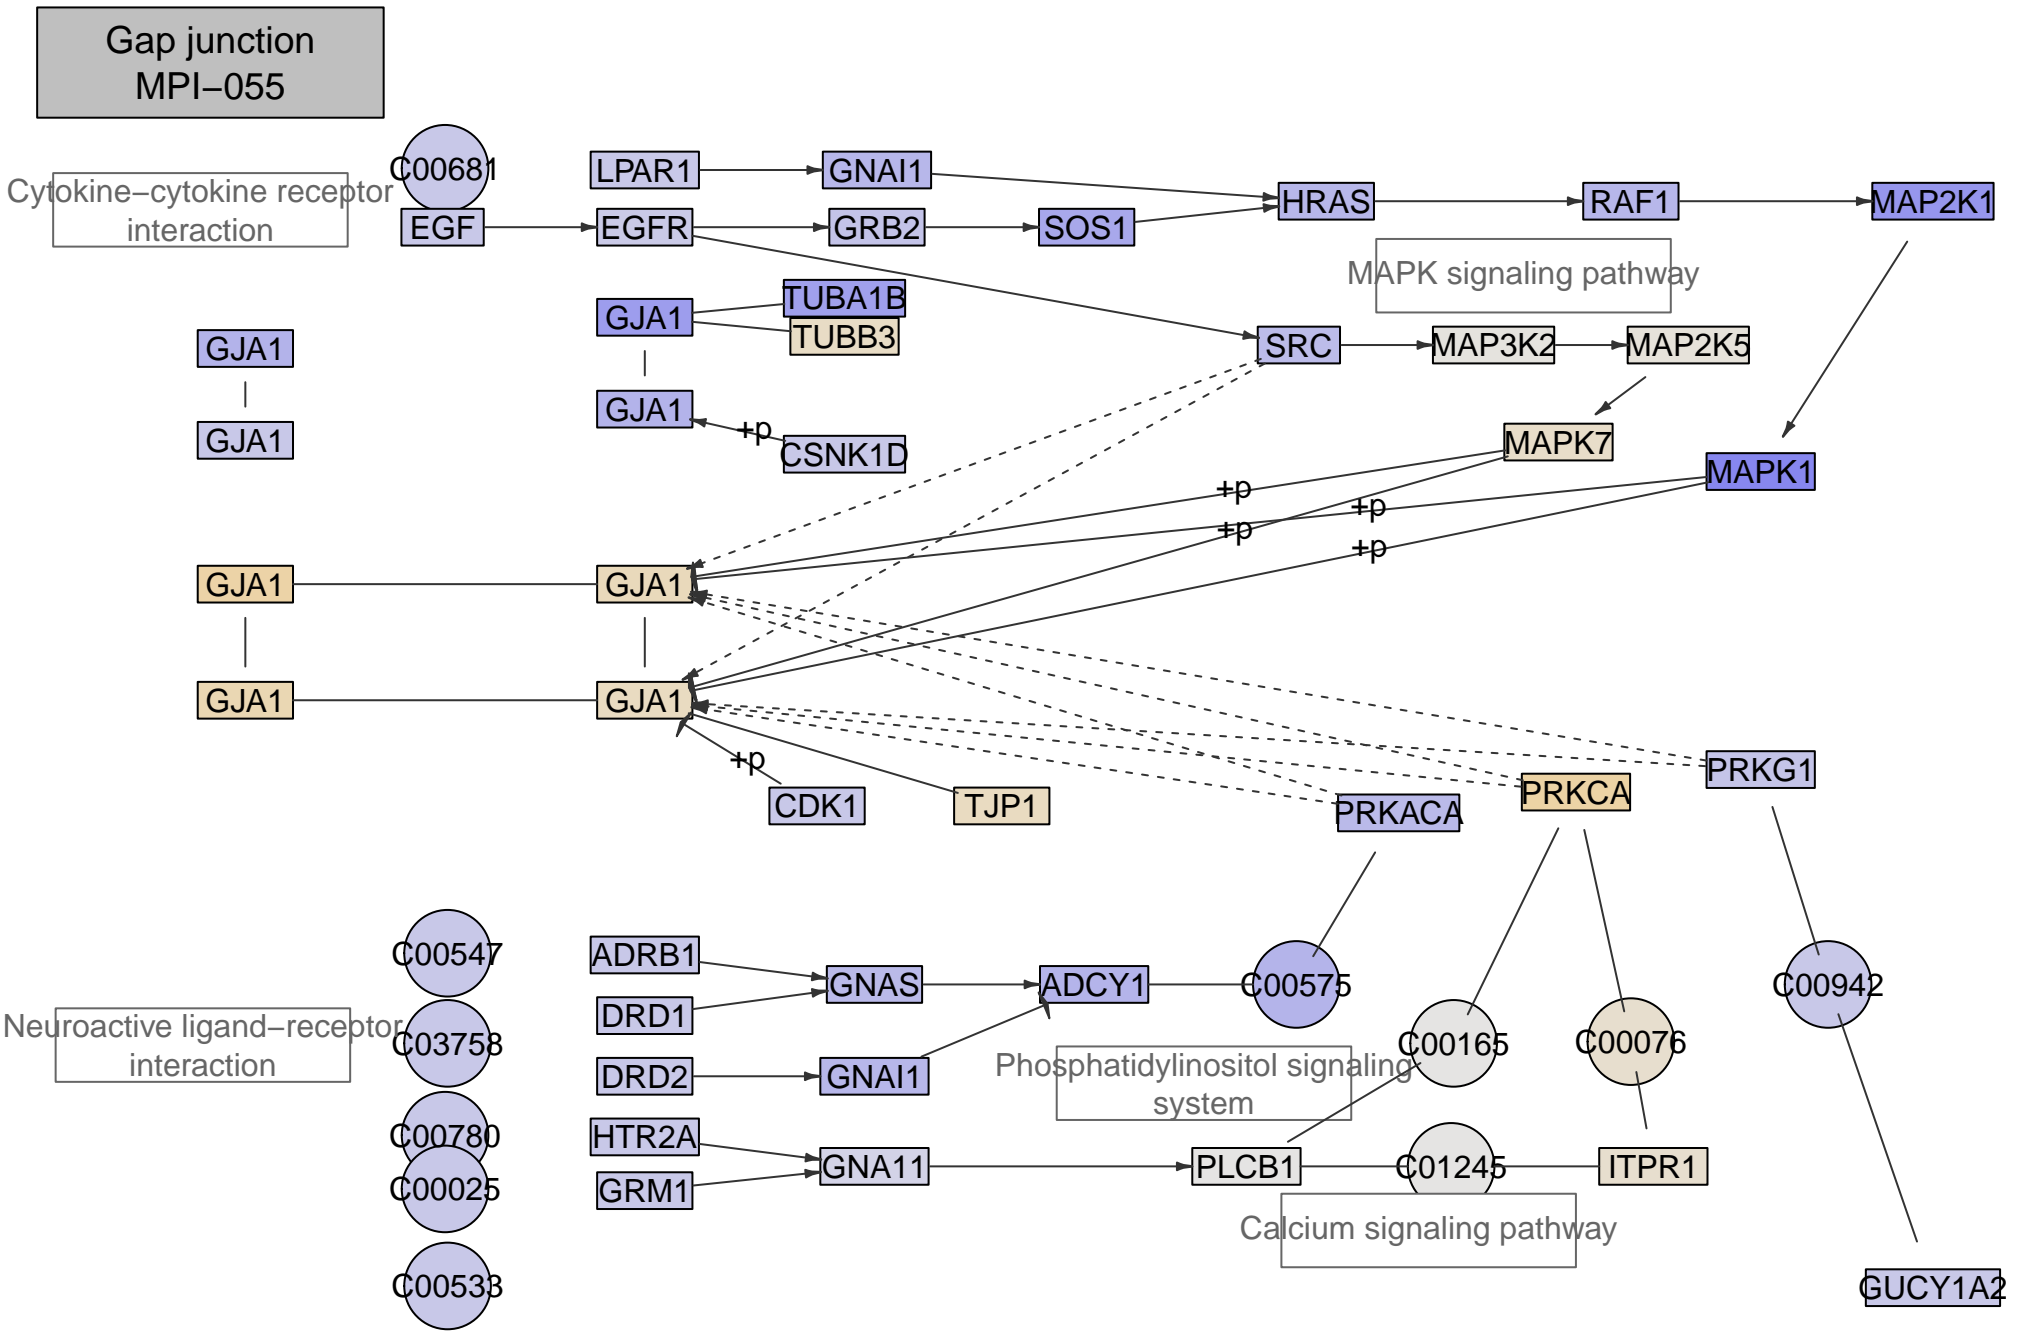 Gap junction
MPI−055
C00681
LPAR1
GNAI1
Cytokine−cytokine receptor
interaction
HRAS
RAF1
MAP2K1
EGF
EGFR
GRB2
SOS1
MAPK signaling pathway
TUBA1B
GJA1
TUBB3
GJA1
SRC
MAP3K2
MAP2K5
GJA1
+p
GJA1
CSNK1D
MAPK7
MAPK1
+p
+p
+p
+p
GJA1
GJA1
GJA1
GJA1
+p
CDK1
TJP1
PRKACA
PRKCA
PRKG1
C00547
ADRB1
GNAS
ADCY1
C00575
C00942
DRD1
Neuroactive ligand−receptor
interaction
C03758
C00165
C00076
DRD2
GNAI1
Phosphatidylinositol signaling
system
C00780
HTR2A
GNA11
PLCB1
C01245
ITPR1
C00025
GRM1
Calcium signaling pathway
C00533
GUCY1A2